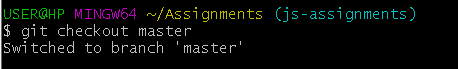 USER@HP MINGW64 ~/Assignments (js-assignments)
$ git checkout master
Switched to branch 'master'